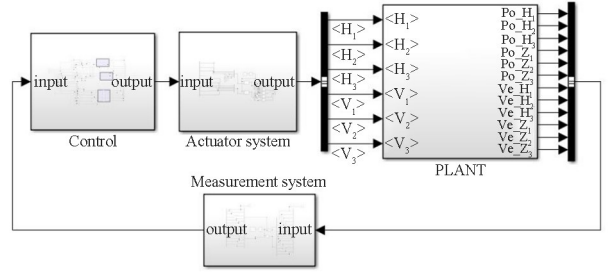 input output
Control
input output
Actuator system
<H1>
<H2>
<H3>
<V1>
<V2>
<V3>
<H1>
<H2>
<H3>
<V1>
<V2>
<V3>
Po_H1
Po_H2
Po_H3
Po_Z1
Po_Z2
Po_Z3
Ve_H1
Ve_H2
Ve_H3
Ve_Z1
Ve_Z2
Ve_Z3
PLANT
Measurement system
output input